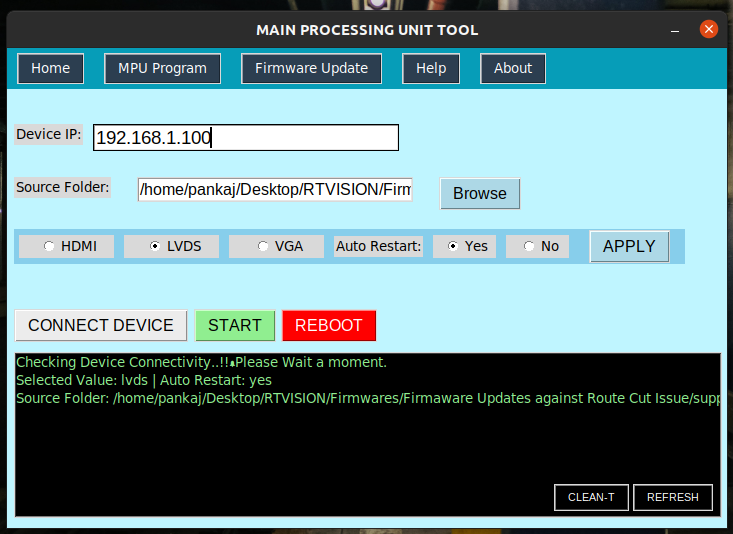 MAIN PROCESSING UNIT TOOL
Home MPU Program Firmware Update Help About
Device IP: 192.168.1.100
Source Folder: /home/pankaj/Desktop/RTVISION/Firm Browse
HDMI LVDS VGA Auto Restart: Yes No APPLY
CONNECT DEVICE START REBOOT
Checking Device Connectivity..!!Please Wait a moment.
Selected Value: lvds | Auto Restart: yes
Source Folder: /home/pankaj/Desktop/RTVISION/Firmwares/Firmaware Updates against Route Cut Issue/supp
CLEAN-T REFRESH